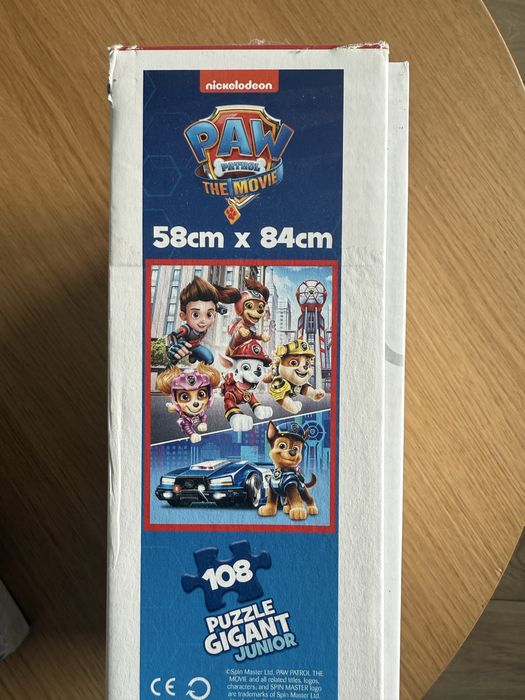 nickelodeon
PAW
PATROL
THE MOVIE
58cm x 84cm
108
PUZZLE
GIGANT
JUNIOR
©Spin Master Ltd. PAW PATROL THE
MOVIE and all related titles, logos,
characters; and SPIN MASTER logo
are trademarks of Spin Master Ltd.
CE